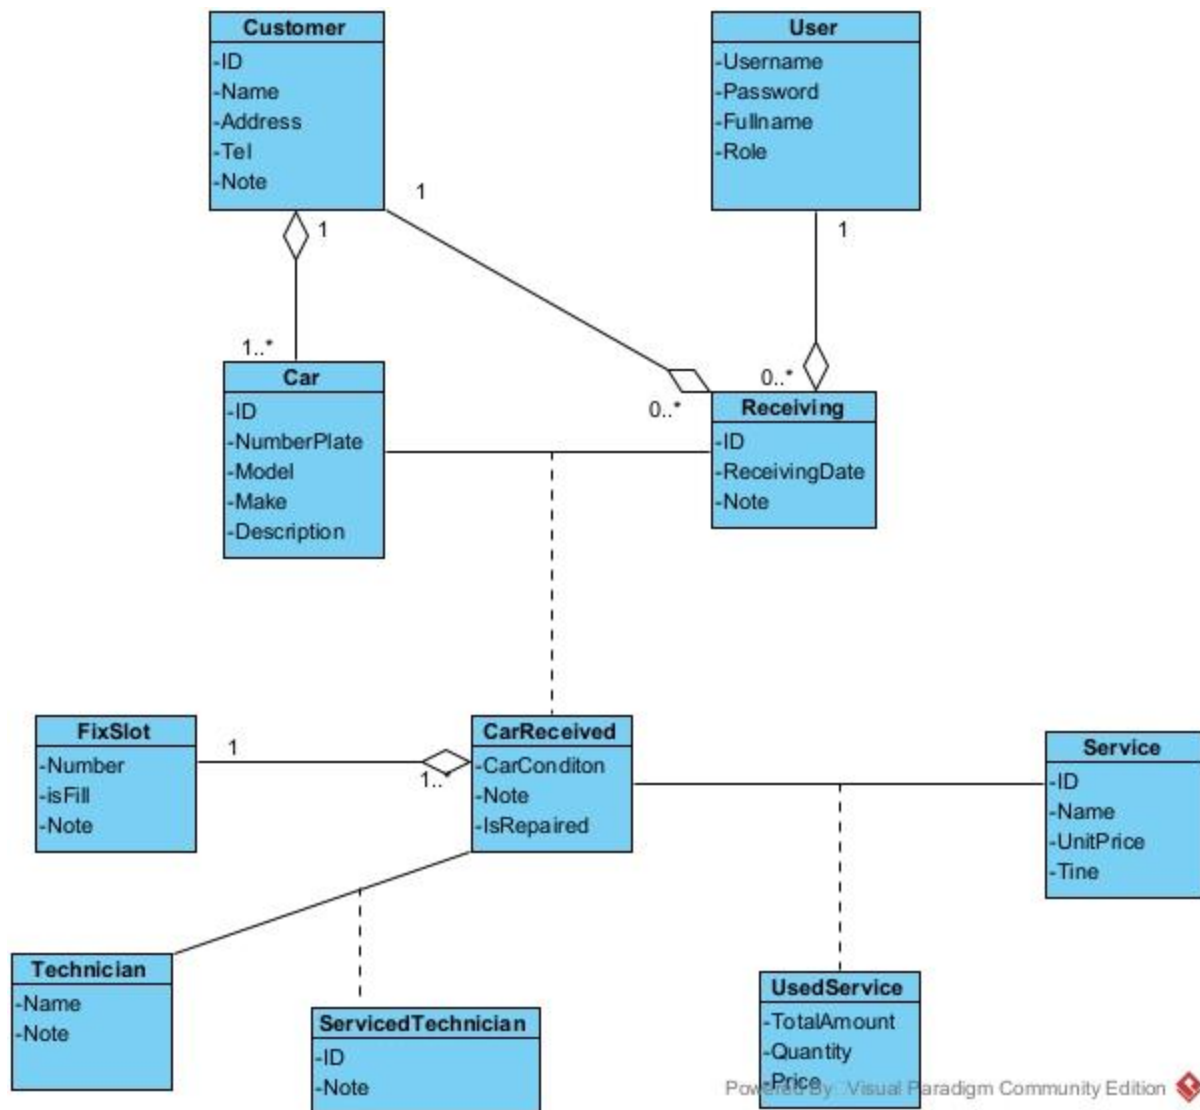 Customer
-ID
-Name
-Address
-Tel
-Note
User
-Username
-Password
-Fullname
-Role
1
1
1
1..*
0..*
0..*
Car
-ID
-NumberPlate
-Model
-Make
-Description
Receiving
-ID
-ReceivingDate
-Note
FixSlot
-Number
-isFill
-Note
1
1..*
CarReceived
-CarConditon
-Note
-IsRepaired
Service
-ID
-Name
-UnitPrice
-Tine
Technician
-Name
-Note
ServicedTechnician
-ID
-Note
UsedService
-TotalAmount
-Quantity
-Price
Powered By Visual Paradigm Community Edition